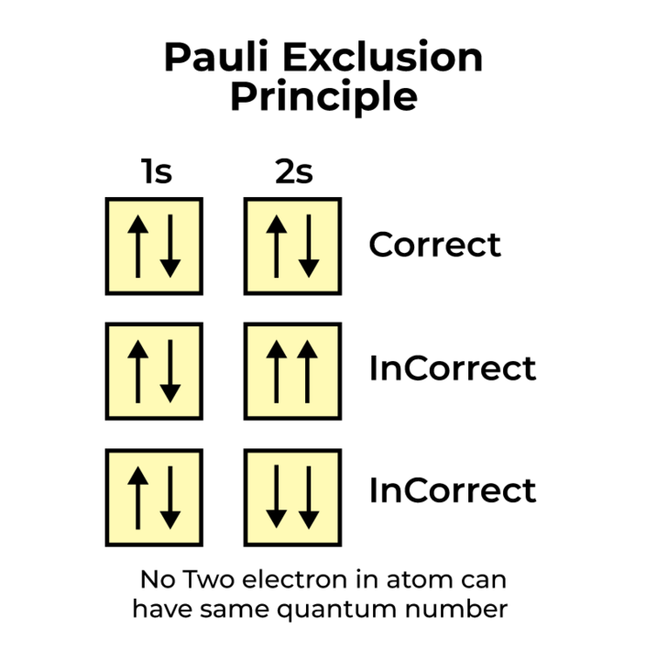 Pauli Exclusion
Principle
1s 2s
Correct
InCorrect
InCorrect
No Two electron in atom can
have same quantum number